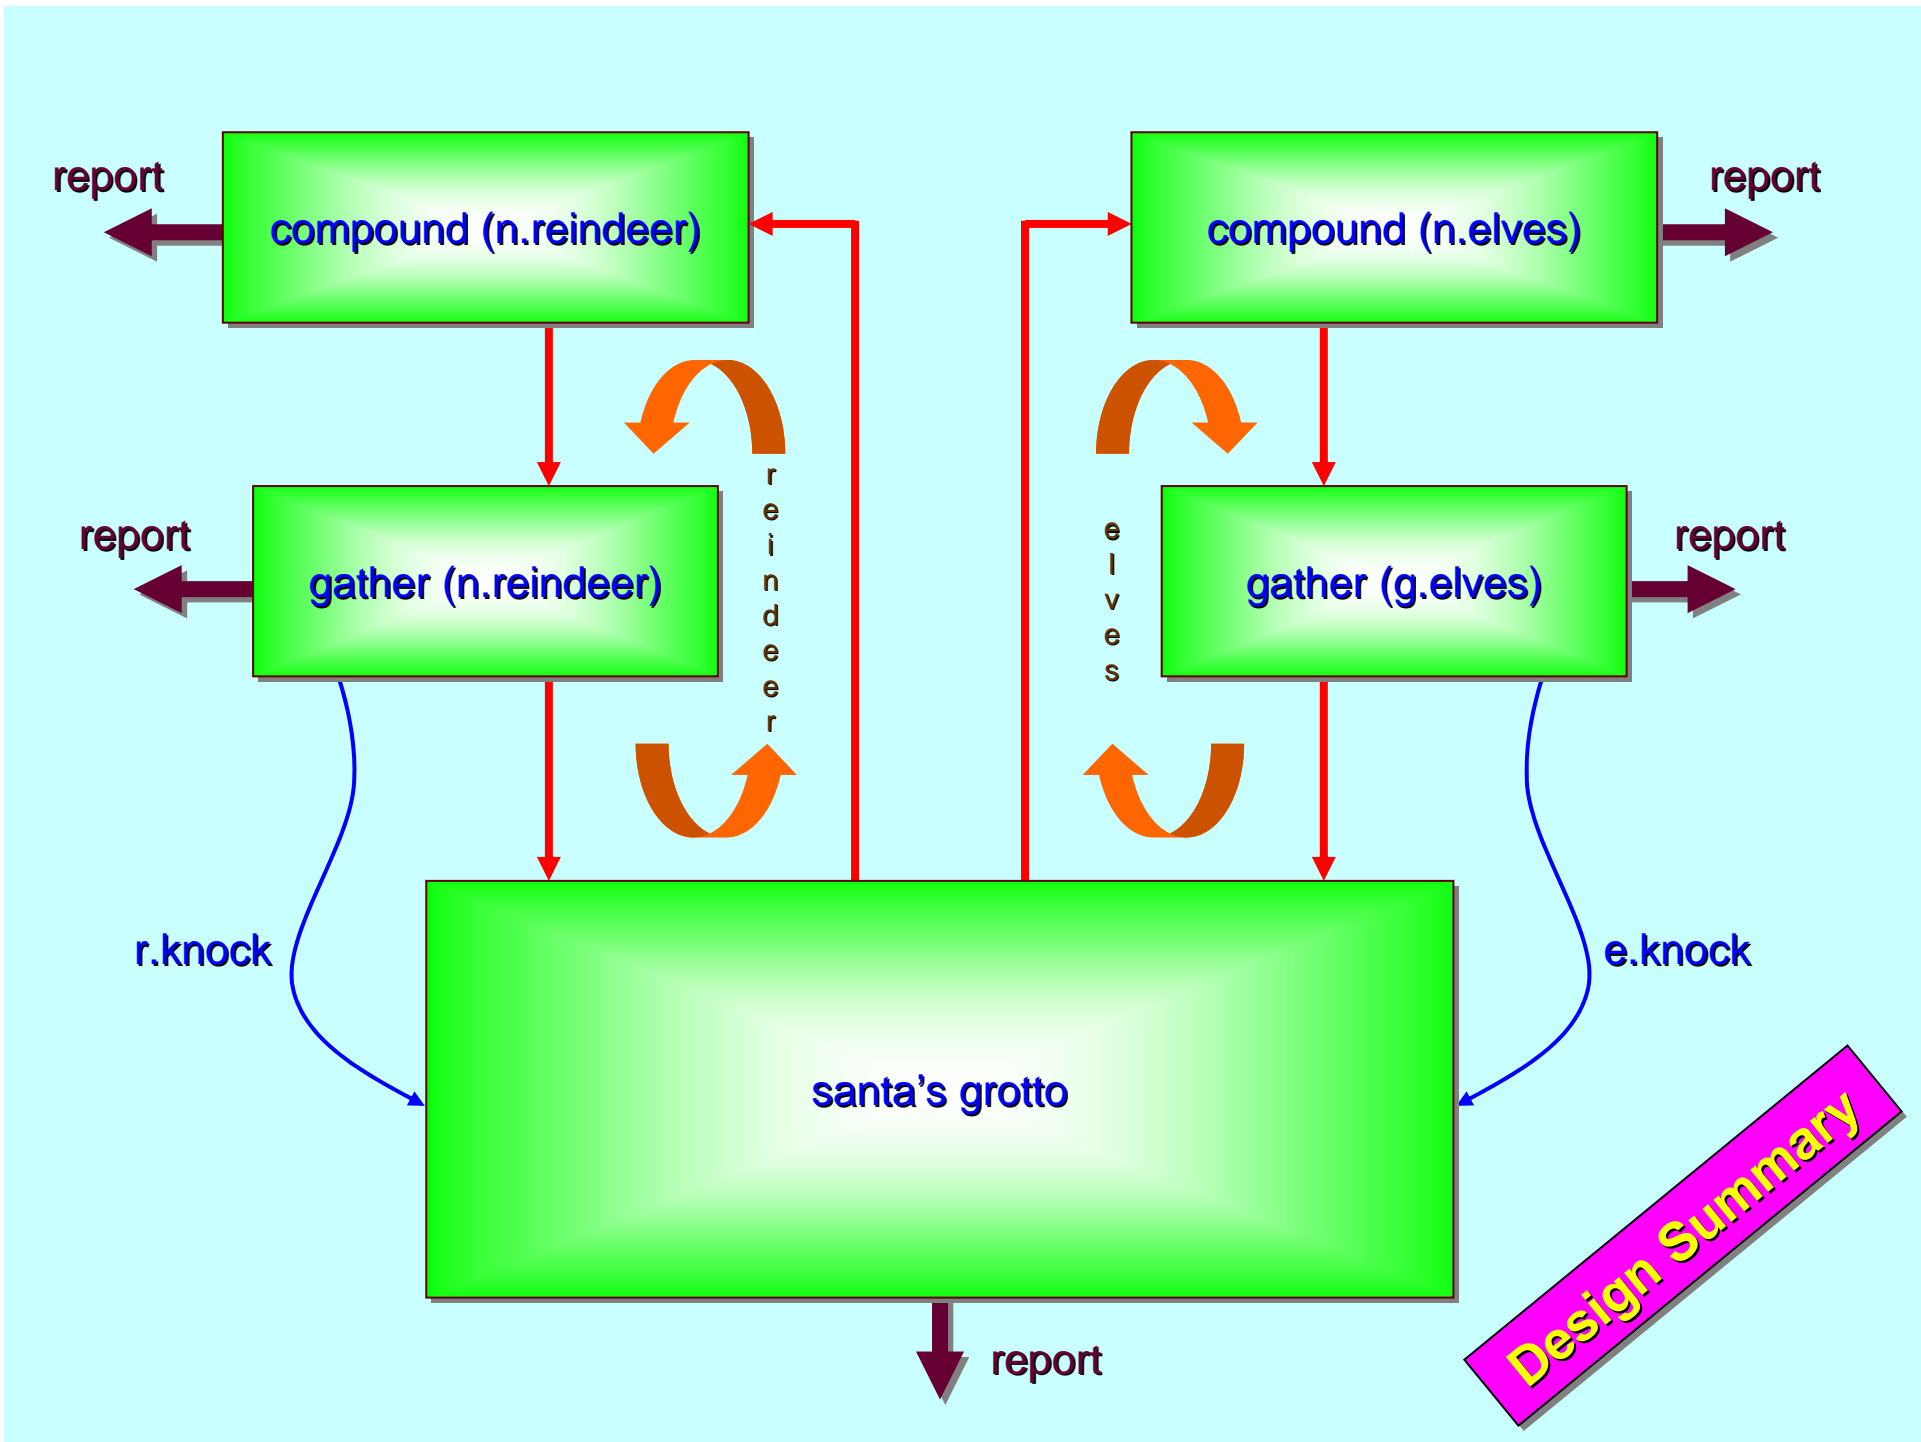 report
compound (n.reindeer)
compound (n.elves)
report
report
gather (n.reindeer)
reindeer
elves
gather (g.elves)
report
r.knock
e.knock
santa’s grotto
Design Summary
report